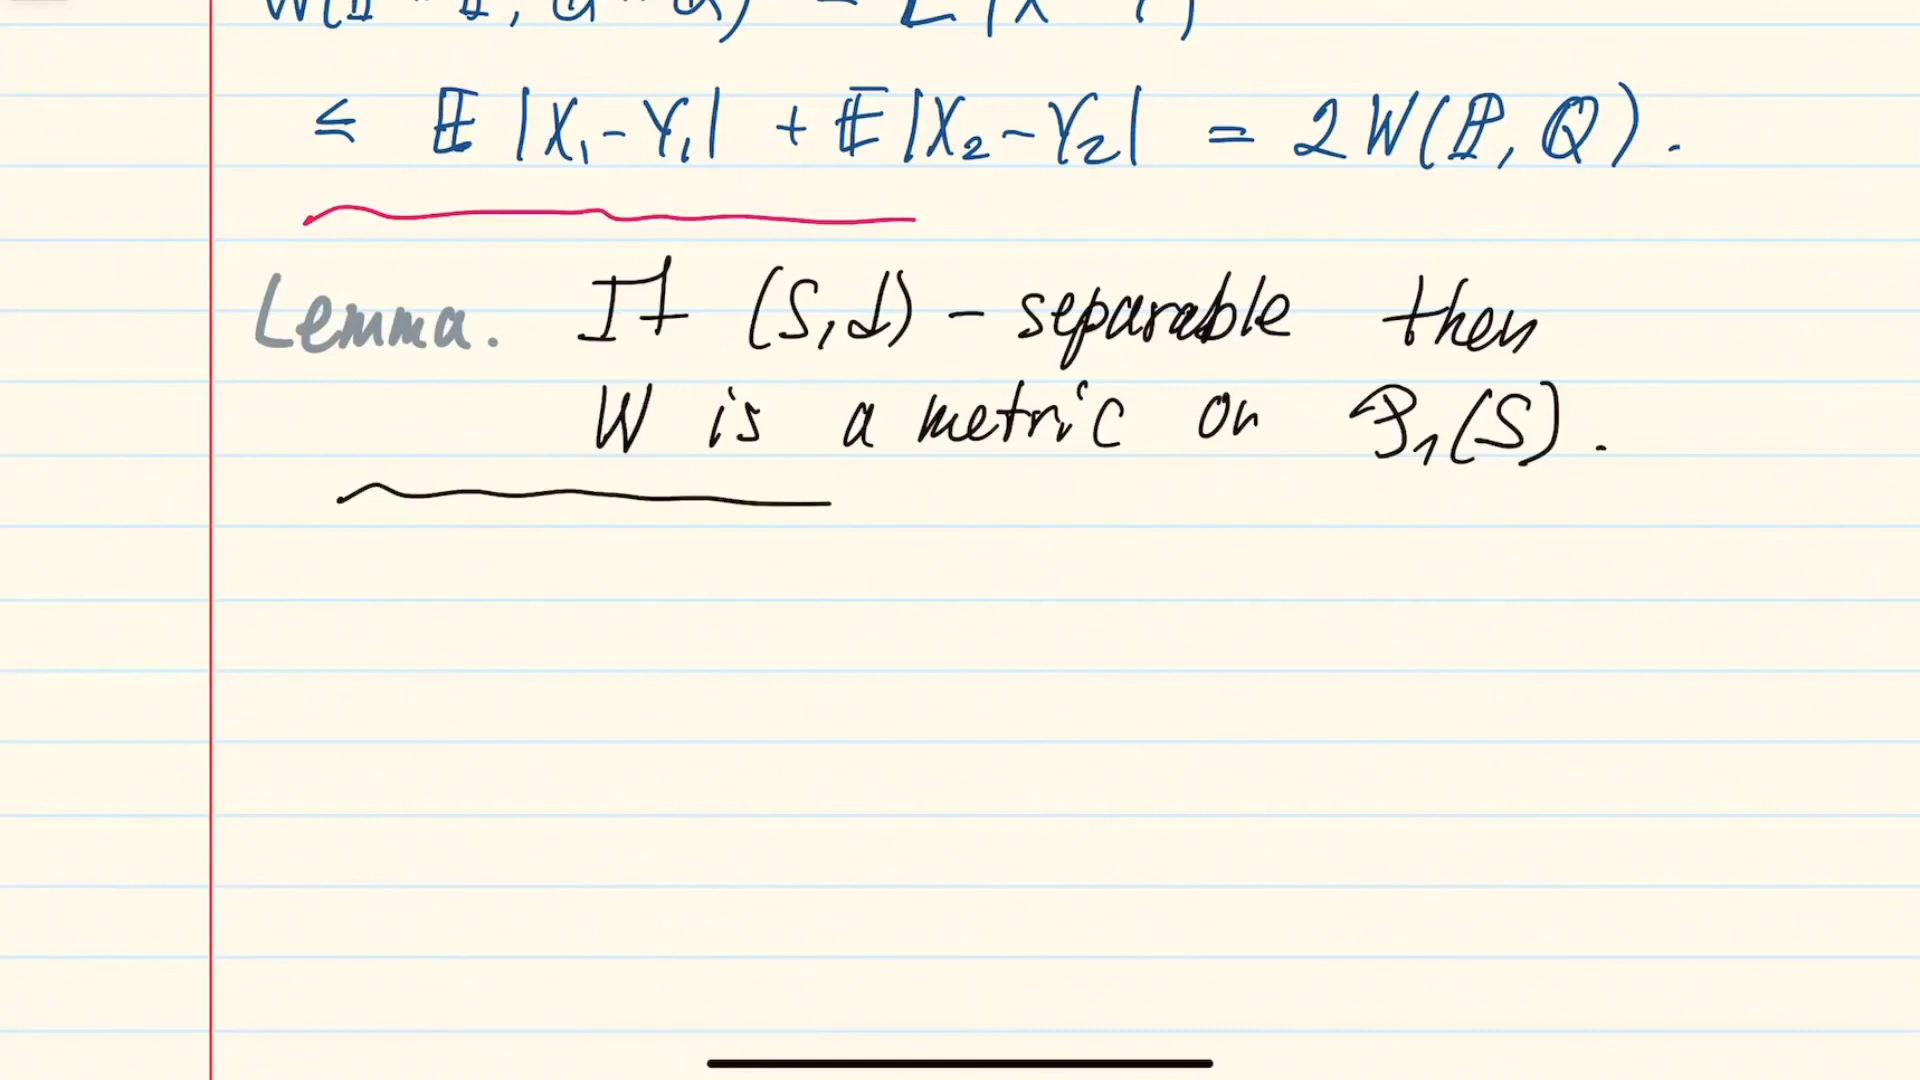 ≤ 𝔼 |X₁-Y₁| + 𝔼 |X₂-Y₂| = 2W(ℙ, ℚ).
Lemma. If (S,d) - separable then
W is a metric on 𝒫₁(S).